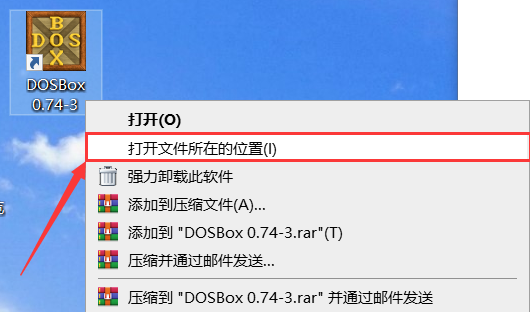 BOX
DOS
BOX
DOSBox
0.74-3
打开(O)
打开文件所在的位置(I)
强力卸载此软件
添加到压缩文件(A)...
添加到 "DOSBox 0.74-3.rar"(T)
压缩并通过邮件发送...
压缩到 "DOSBox 0.74-3.rar" 并通过邮件发送